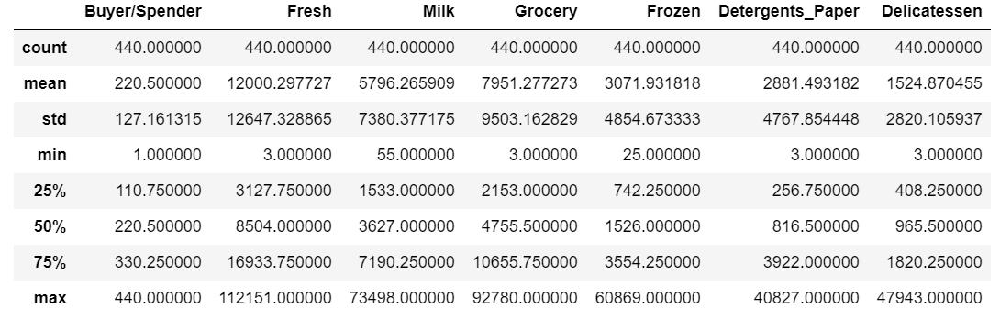 Buyer/Spender Fresh Milk Grocery Frozen Detergents_Paper Delicatessen
count 440.000000 440.000000 440.000000 440.000000 440.000000 440.000000 440.000000
mean 220.500000 12000.297727 5796.265909 7951.277273 3071.931818 2881.493182 1524.870455
std 127.161315 12647.328865 7380.377175 9503.162829 4854.673333 4767.854448 2820.105937
min 1.000000 3.000000 55.000000 3.000000 25.000000 3.000000 3.000000
25% 110.750000 3127.750000 1533.000000 2153.000000 742.250000 256.750000 408.250000
50% 220.500000 8504.000000 3627.000000 4755.500000 1526.000000 816.500000 965.500000
75% 330.250000 16933.750000 7190.250000 10655.750000 3554.250000 3922.000000 1820.250000
max 440.000000 112151.000000 73498.000000 92780.000000 60869.000000 40827.000000 47943.000000